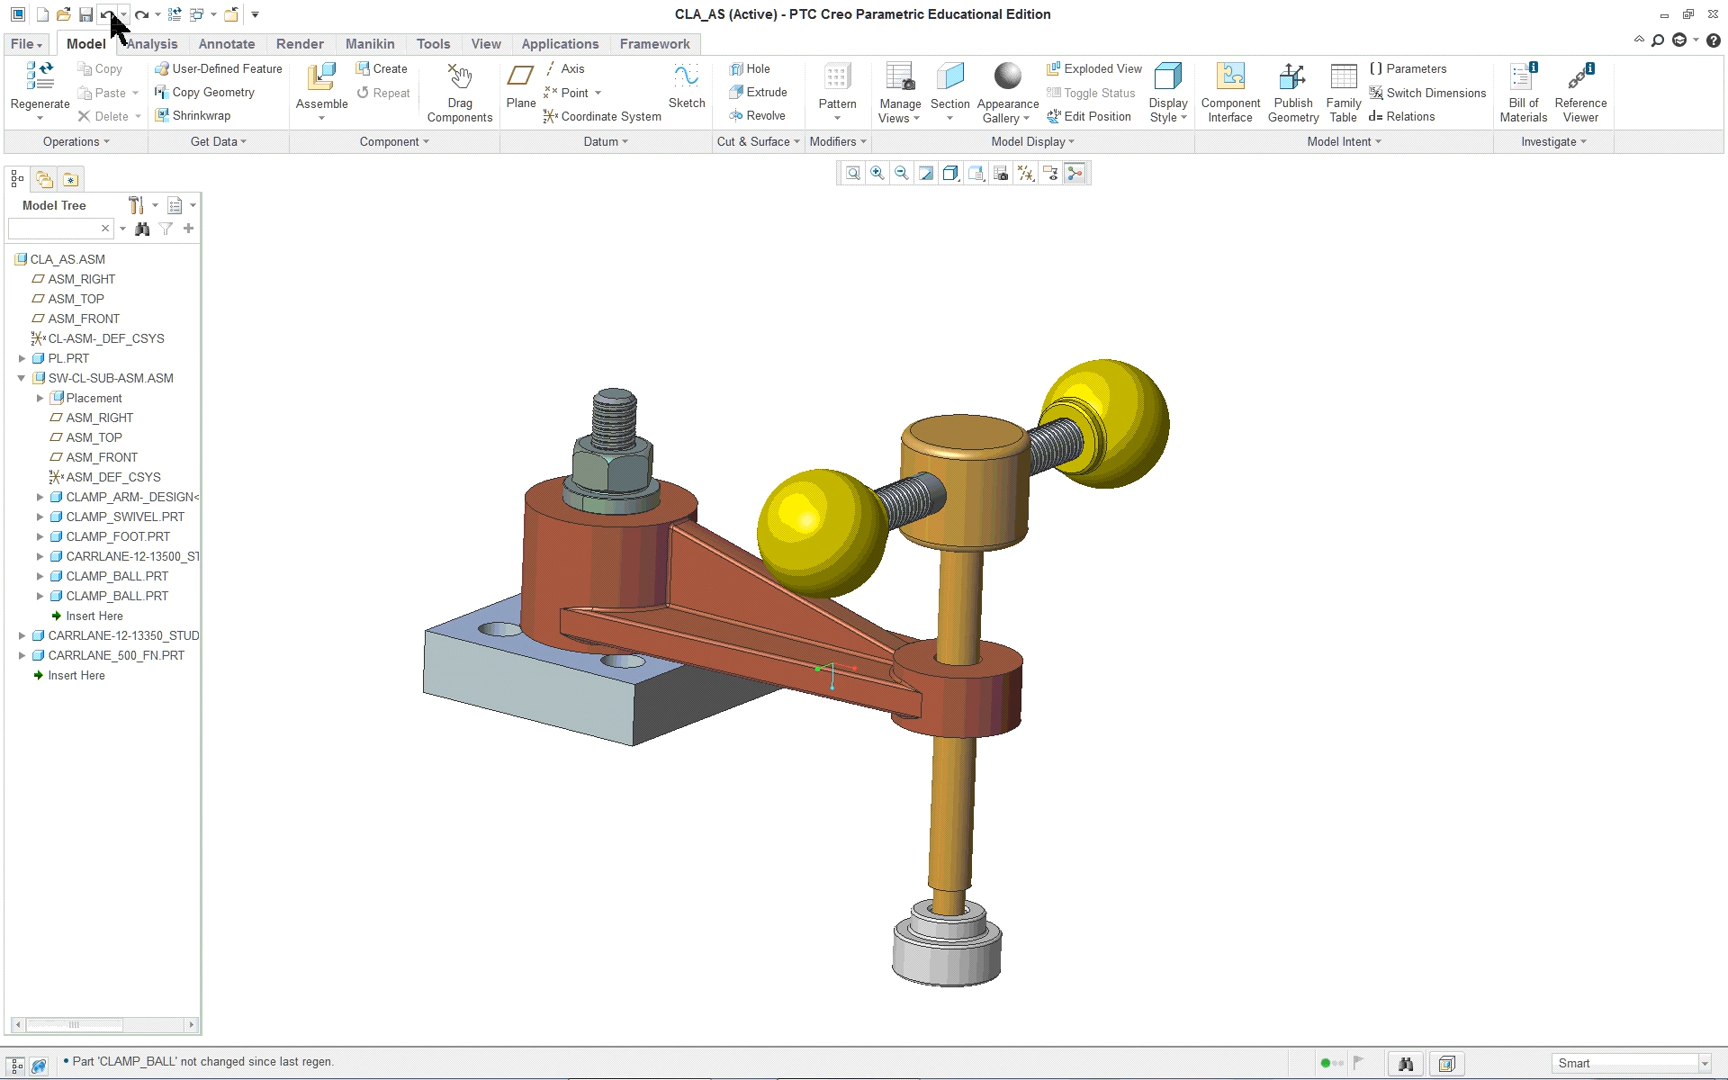 CLA_AS (Active) - PTC Creo Parametric Educational Edition
File Model Analysis Annotate Render Manikin Tools View Applications Framework
Regenerate
Copy
Paste
Delete
Operations
User-Defined Feature
Copy Geometry
Shrinkwrap
Get Data
Assemble
Create
Repeat
Drag
Components
Component
Plane
Axis
Point
Coordinate System
Sketch
Datum
Hole
Extrude
Revolve
Cut & Surface
Pattern
Modifiers
Manage
Views
Section
Appearance
Gallery
Exploded View
Toggle Status
Edit Position
Display
Style
Model Display
Component
Interface
Publish
Geometry
Family
Table
Parameters
Switch Dimensions
d= Relations
Model Intent
Bill of
Materials
Reference
Viewer
Investigate
Model Tree
CLA_AS.ASM
ASM_RIGHT
ASM_TOP
ASM_FRONT
CL-ASM-_DEF_CSYS
PL.PRT
SW-CL-SUB-ASM.ASM
Placement
ASM_RIGHT
ASM_TOP
ASM_FRONT
ASM_DEF_CSYS
CLAMP_ARM-_DESIGN<
CLAMP_SWIVEL.PRT
CLAMP_FOOT.PRT
CARRLANE-12-13500_ST
CLAMP_BALL.PRT
CLAMP_BALL.PRT
Insert Here
CARRLANE-12-13350_STUD
CARRLANE_500_FN.PRT
Insert Here
• Part 'CLAMP_BALL' not changed since last regen.
Smart